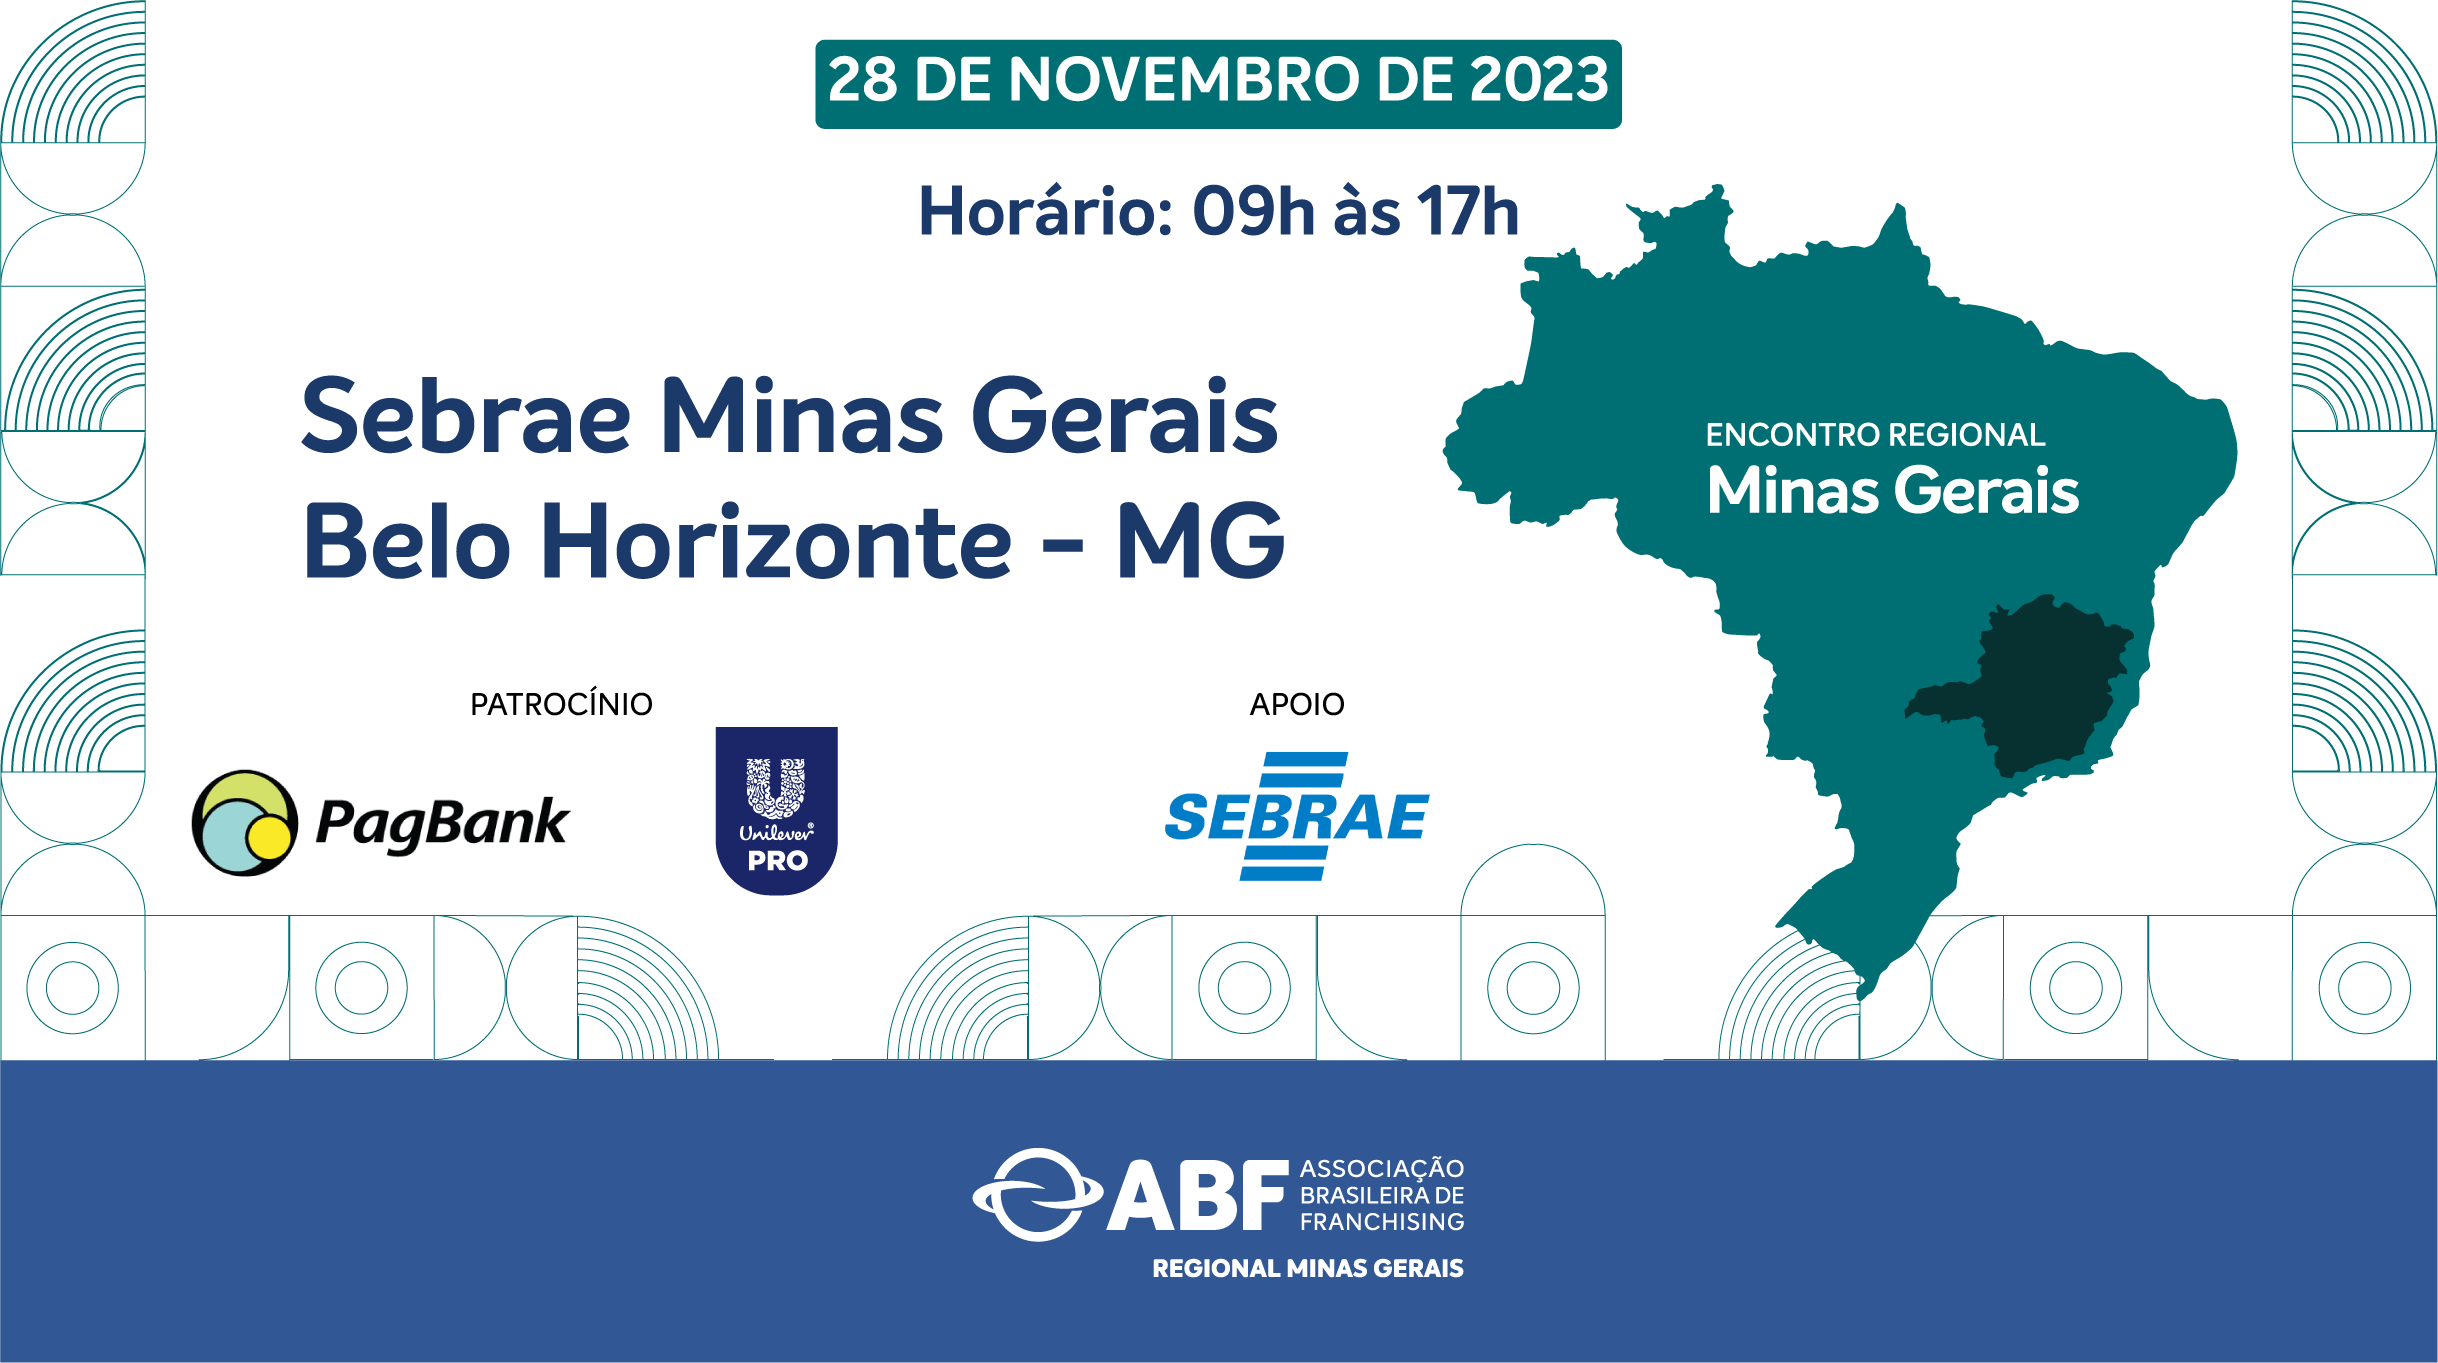 28 DE NOVEMBRO DE 2023
Horário: 09h às 17h
Sebrae Minas Gerais
Belo Horizonte - MG
ENCONTRO REGIONAL
Minas Gerais
PATROCÍNIO
APOIO
PagBank
U
Unilever®
PRO
SEBRAE
ABF
ASSOCIAÇÃO
BRASILEIRA DE
FRANCHISING
REGIONAL MINAS GERAIS